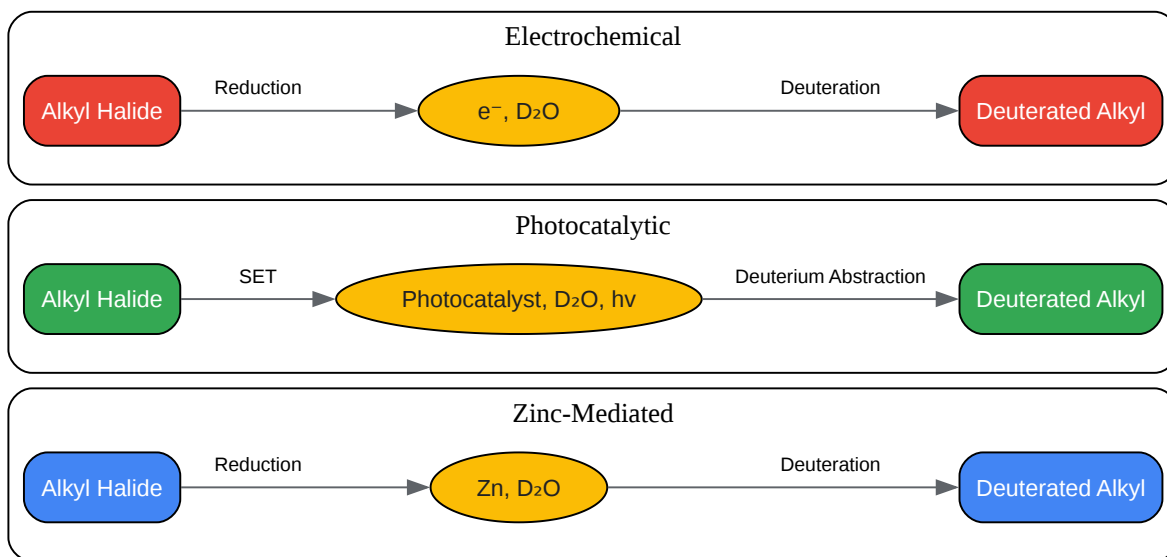 Electrochemical
Reduction
Deuteration
Alkyl Halide
e⁻, D₂O
Deuterated Alkyl
Photocatalytic
SET
Deuterium Abstraction
Alkyl Halide
Photocatalyst, D₂O, hv
Deuterated Alkyl
Zinc-Mediated
Reduction
Deuteration
Alkyl Halide
Zn, D₂O
Deuterated Alkyl